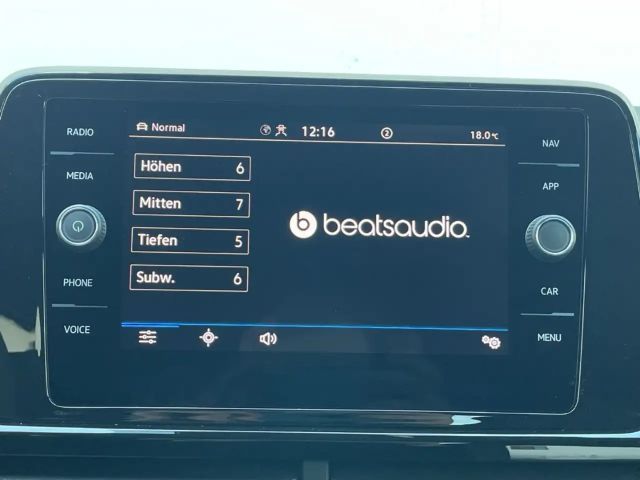 RADIO
MEDIA
PHONE
VOICE
Normal
12:16
2
18.0°C
Höhen 6
Mitten 7
Tiefen 5
Subw. 6
b beatsaudio.™
NAV
APP
CAR
MENU